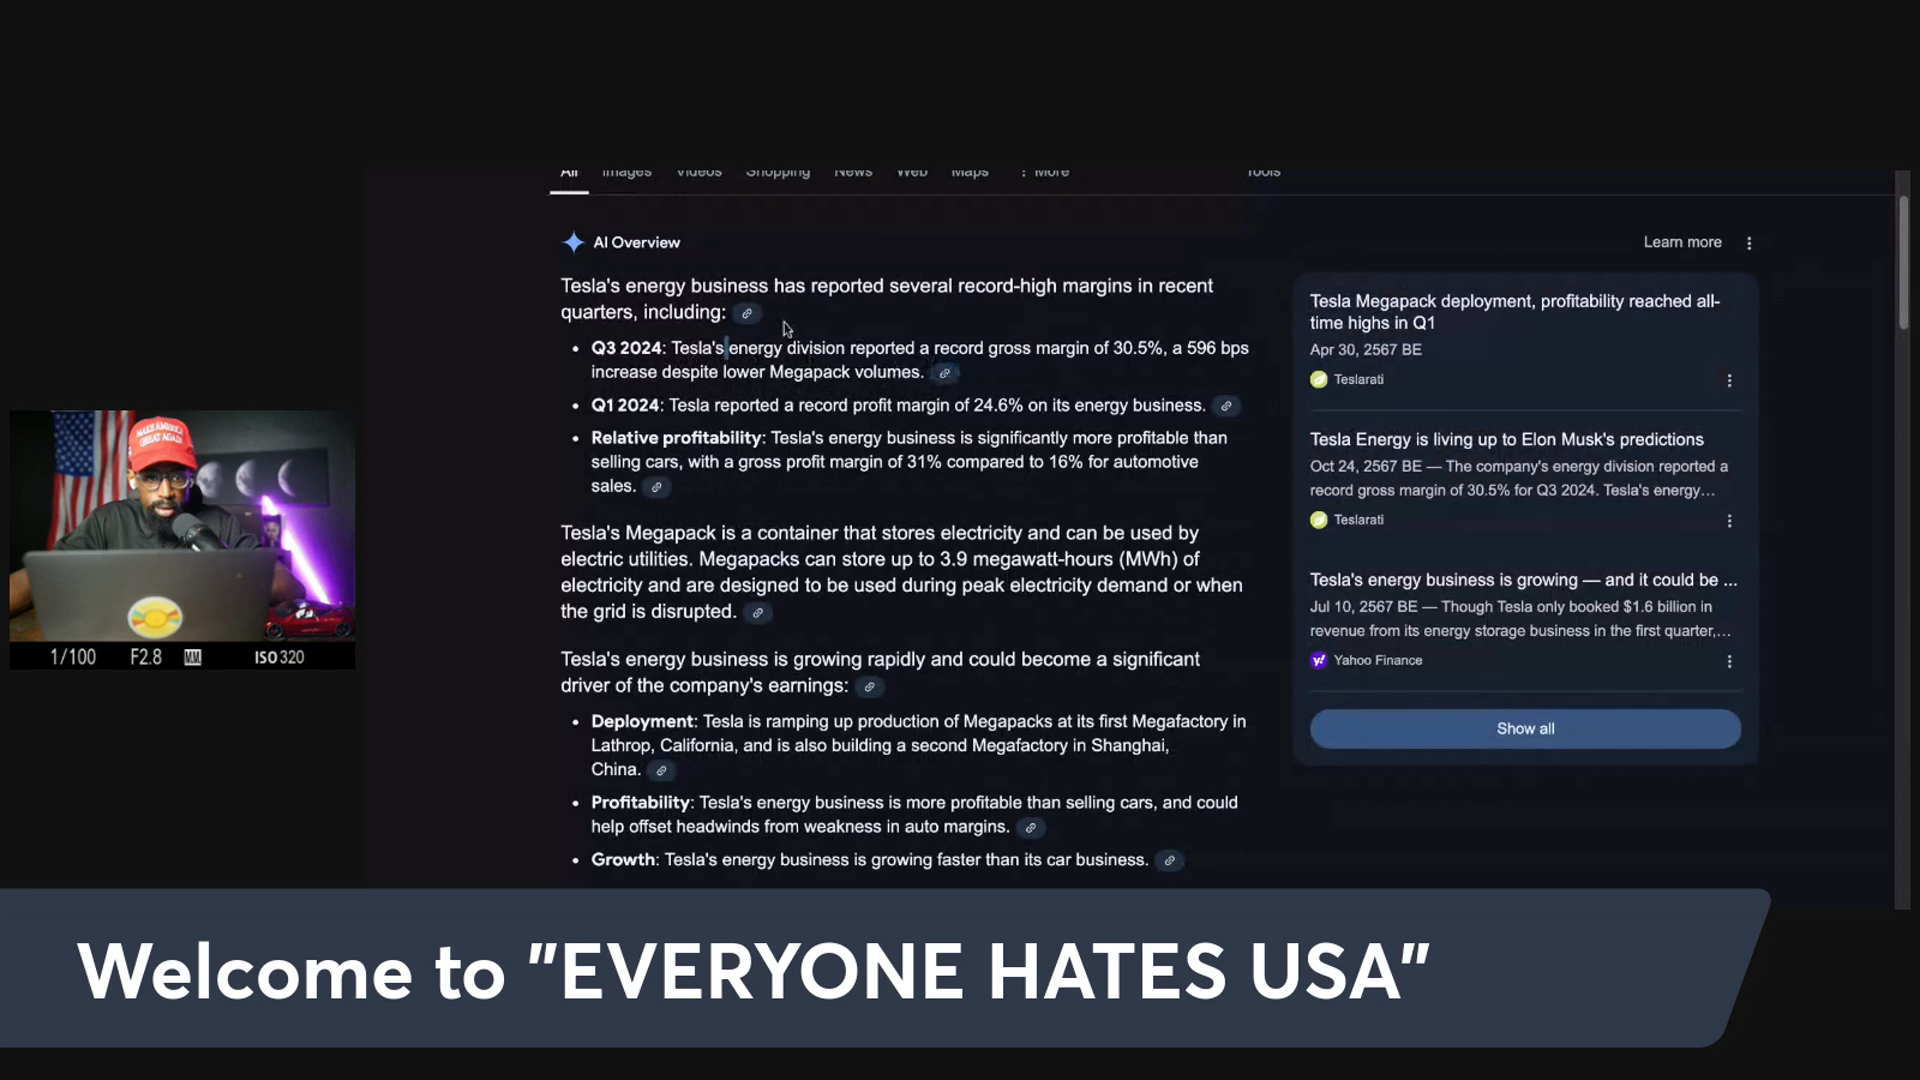 All Images Videos Shopping News Web Maps More Tools
AI Overview
Learn more
Tesla's energy business has reported several record-high margins in recent
quarters, including:
Q3 2024: Tesla's energy division reported a record gross margin of 30.5%, a 596 bps
increase despite lower Megapack volumes.
Q1 2024: Tesla reported a record profit margin of 24.6% on its energy business.
Relative profitability: Tesla's energy business is significantly more profitable than
selling cars, with a gross profit margin of 31% compared to 16% for automotive
sales.
Tesla's Megapack is a container that stores electricity and can be used by
electric utilities. Megapacks can store up to 3.9 megawatt-hours (MWh) of
electricity and are designed to be used during peak electricity demand or when
the grid is disrupted.
Tesla's energy business is growing rapidly and could become a significant
driver of the company's earnings:
Deployment: Tesla is ramping up production of Megapacks at its first Megafactory in
Lathrop, California, and is also building a second Megafactory in Shanghai,
China.
Profitability: Tesla's energy business is more profitable than selling cars, and could
help offset headwinds from weakness in auto margins.
Growth: Tesla's energy business is growing faster than its car business.
Tesla Megapack deployment, profitability reached all-
time highs in Q1
Apr 30, 2567 BE
Teslarati
Tesla Energy is living up to Elon Musk's predictions
Oct 24, 2567 BE — The company's energy division reported a
record gross margin of 30.5% for Q3 2024. Tesla's energy...
Teslarati
Tesla's energy business is growing — and it could be ...
Jul 10, 2567 BE — Though Tesla only booked $1.6 billion in
revenue from its energy storage business in the first quarter,...
Yahoo Finance
Show all
MAKE AMERICA
GREAT AGAIN
1/100 F2.8 ISO 320
Welcome to "EVERYONE HATES USA"